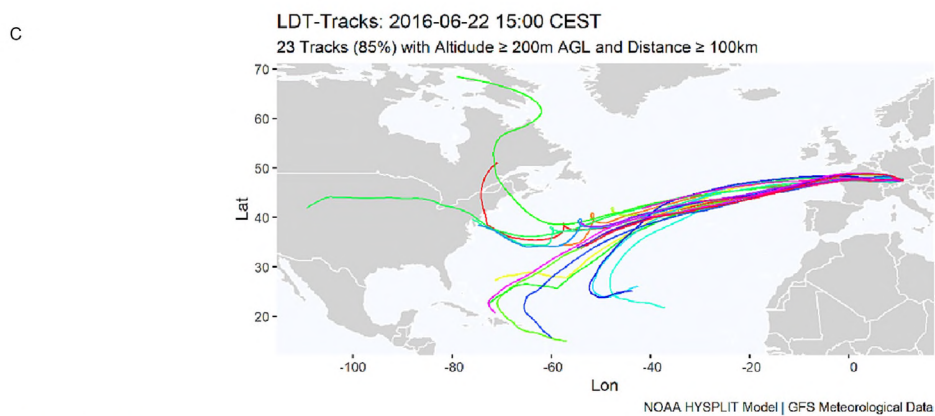 C
LDT-Tracks: 2016-06-22 15:00 CEST
23 Tracks (85%) with Altidude ≥ 200m AGL and Distance ≥ 100km
70
60
50
40
30
20
Lat
-100
-80
-60
-40
-20
0
Lon
NOAA HYSPLIT Model | GFS Meteorological Data